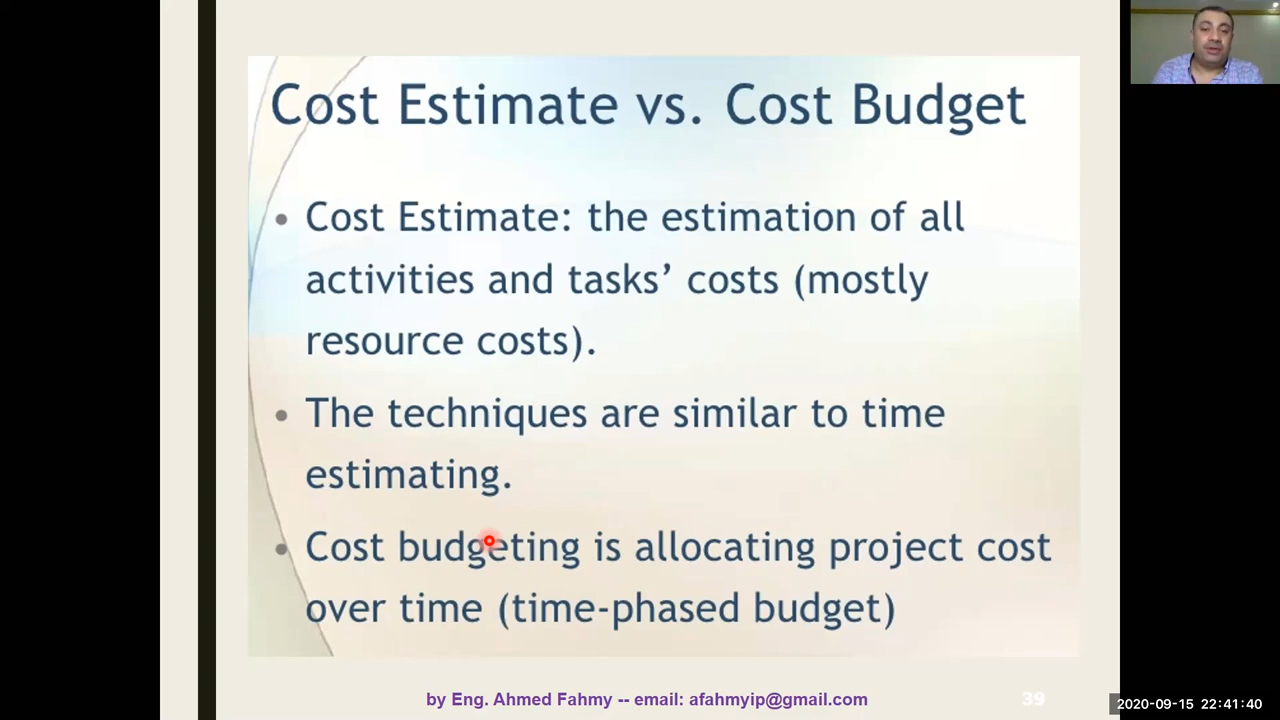 Cost Estimate vs. Cost Budget
• Cost Estimate: the estimation of all
activities and tasks’ costs (mostly
resource costs).
• The techniques are similar to time
estimating.
• Cost budgeting is allocating project cost
over time (time-phased budget)
by Eng. Ahmed Fahmy -- email: afahmyip@gmail.com
39
2020-09-15 22:41:40